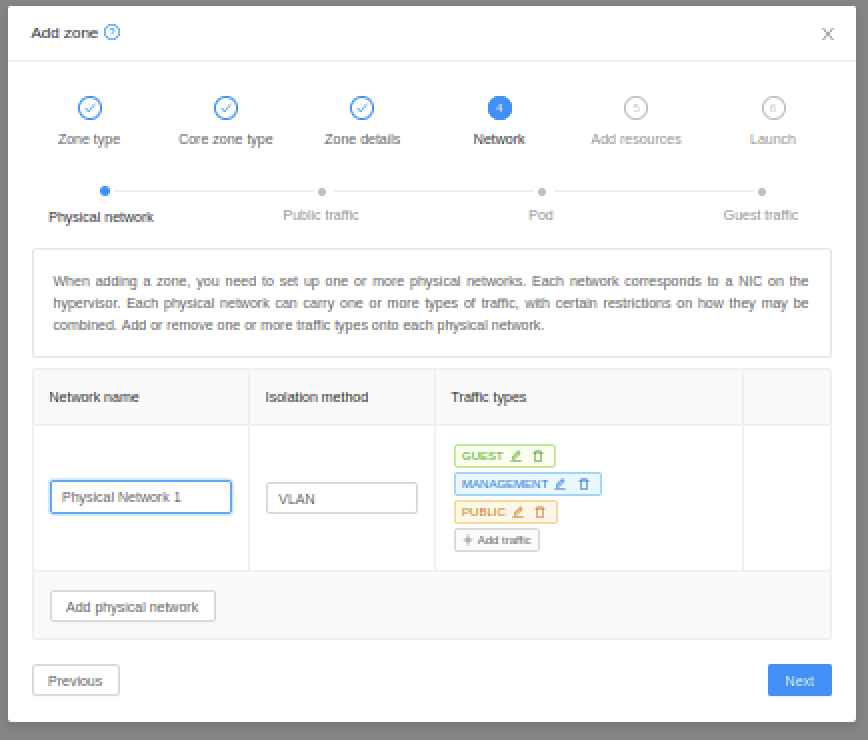 Add zone ?
4 5 6
Zone type Core zone type Zone details Network Add resources Launch
Physical network Public traffic Pod Guest traffic
When adding a zone, you need to set up one or more physical networks. Each network corresponds to a NIC on the
hypervisor. Each physical network can carry one or more types of traffic, with certain restrictions on how they may be
combined. Add or remove one or more traffic types onto each physical network.
Network name Isolation method Traffic types
GUEST
MANAGEMENT
Physical Network 1 VLAN
PUBLIC
+ Add traffic
Add physical network
Previous Next